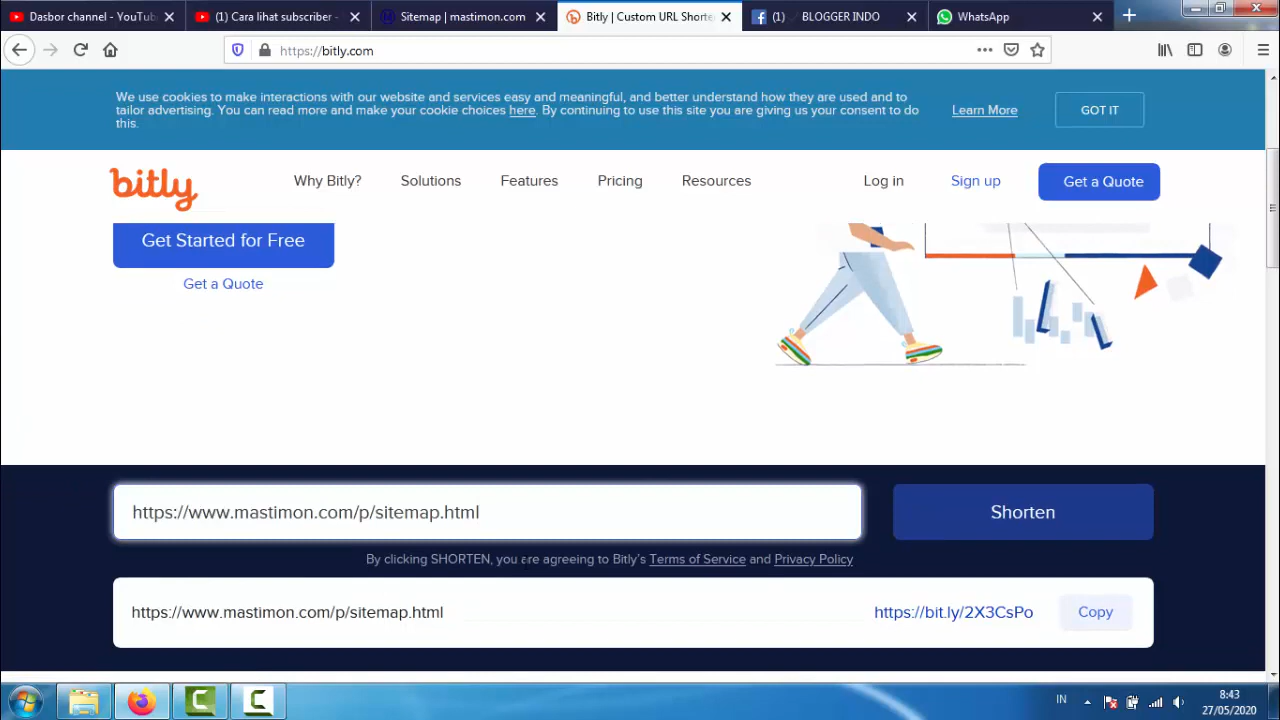 Dasbor channel - YouTub
(1) Cara lihat subscriber -
Sitemap | mastimon.com
Bitly | Custom URL Shorte
(1)
BLOGGER INDO
WhatsApp
https://bitly.com
We use cookies to make interactions with our website and services easy and meaningful, and better understand how they are used and to
tailor advertising. You can read more and make your cookie choices here. By continuing to use this site you are giving us your consent to do
this.
Learn More
GOT IT
bitly
Why Bitly?
Solutions
Features
Pricing
Resources
Log in
Sign up
Get a Quote
Get Started for Free
Get a Quote
https://www.mastimon.com/p/sitemap.html
Shorten
By clicking SHORTEN, you are agreeing to Bitly's Terms of Service and Privacy Policy
https://www.mastimon.com/p/sitemap.html
https://bit.ly/2X3CsPo
Copy
IN
8:43
27/05/2020